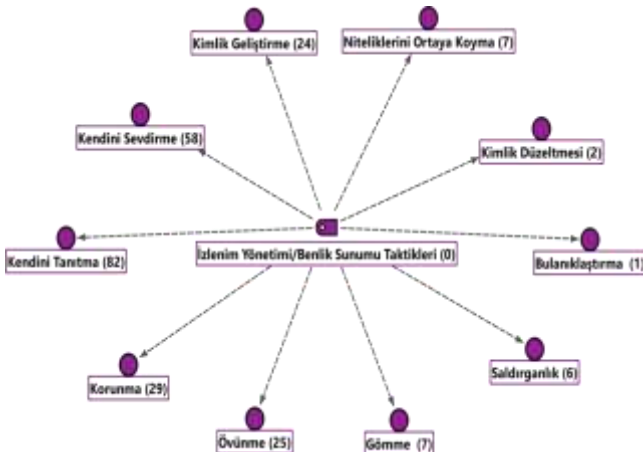 Kimlik Geliştirme (24)
Niteliklerini Ortaya Koyma (7)
Kendini Sevdirme (58)
Kimlik Düzeltmesi (2)
İzlenim Yönetimi/Benlik Sunumu Taktikleri (0)
Kendini Tanıtma (82)
Bulanıklaştırma (1)
Korunma (29)
Saldırganlık (6)
Övünme (25)
Gömme (7)